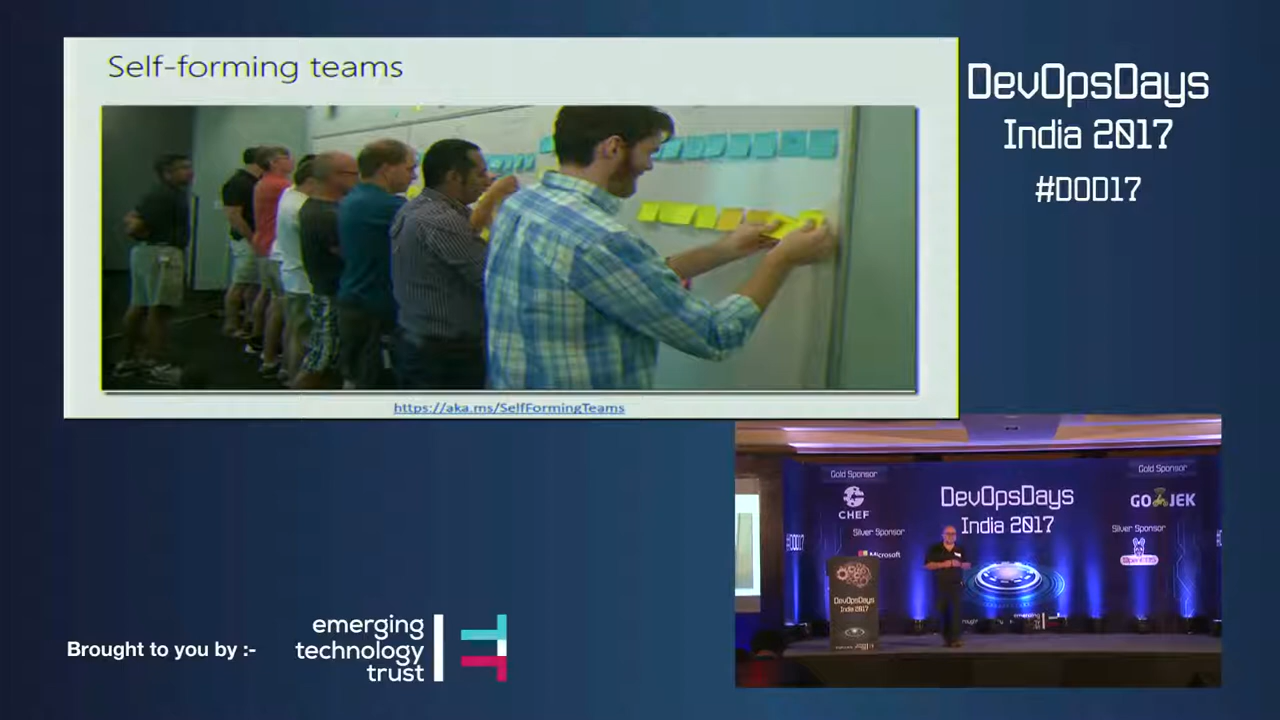 Self-forming teams
https://aka.ms/SelfFormingTeams
DevOpsDays
India 2017
#DOD17
Gold Sponsor
CHEF
Silver Sponsor
Microsoft
DevOpsDays
India 2017
Gold Sponsor
GO JEK
Silver Sponsor
DevOpsDays
India 2017
Brought to you by :-
emerging
technology
trust